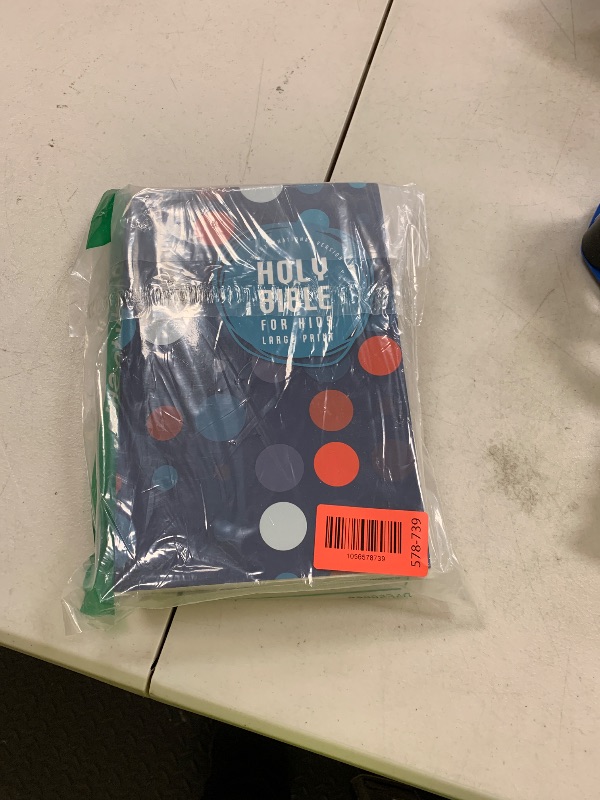 HOLY
BIBLE
FOR KIDS
LARGE PRINT
1056578739
578-739